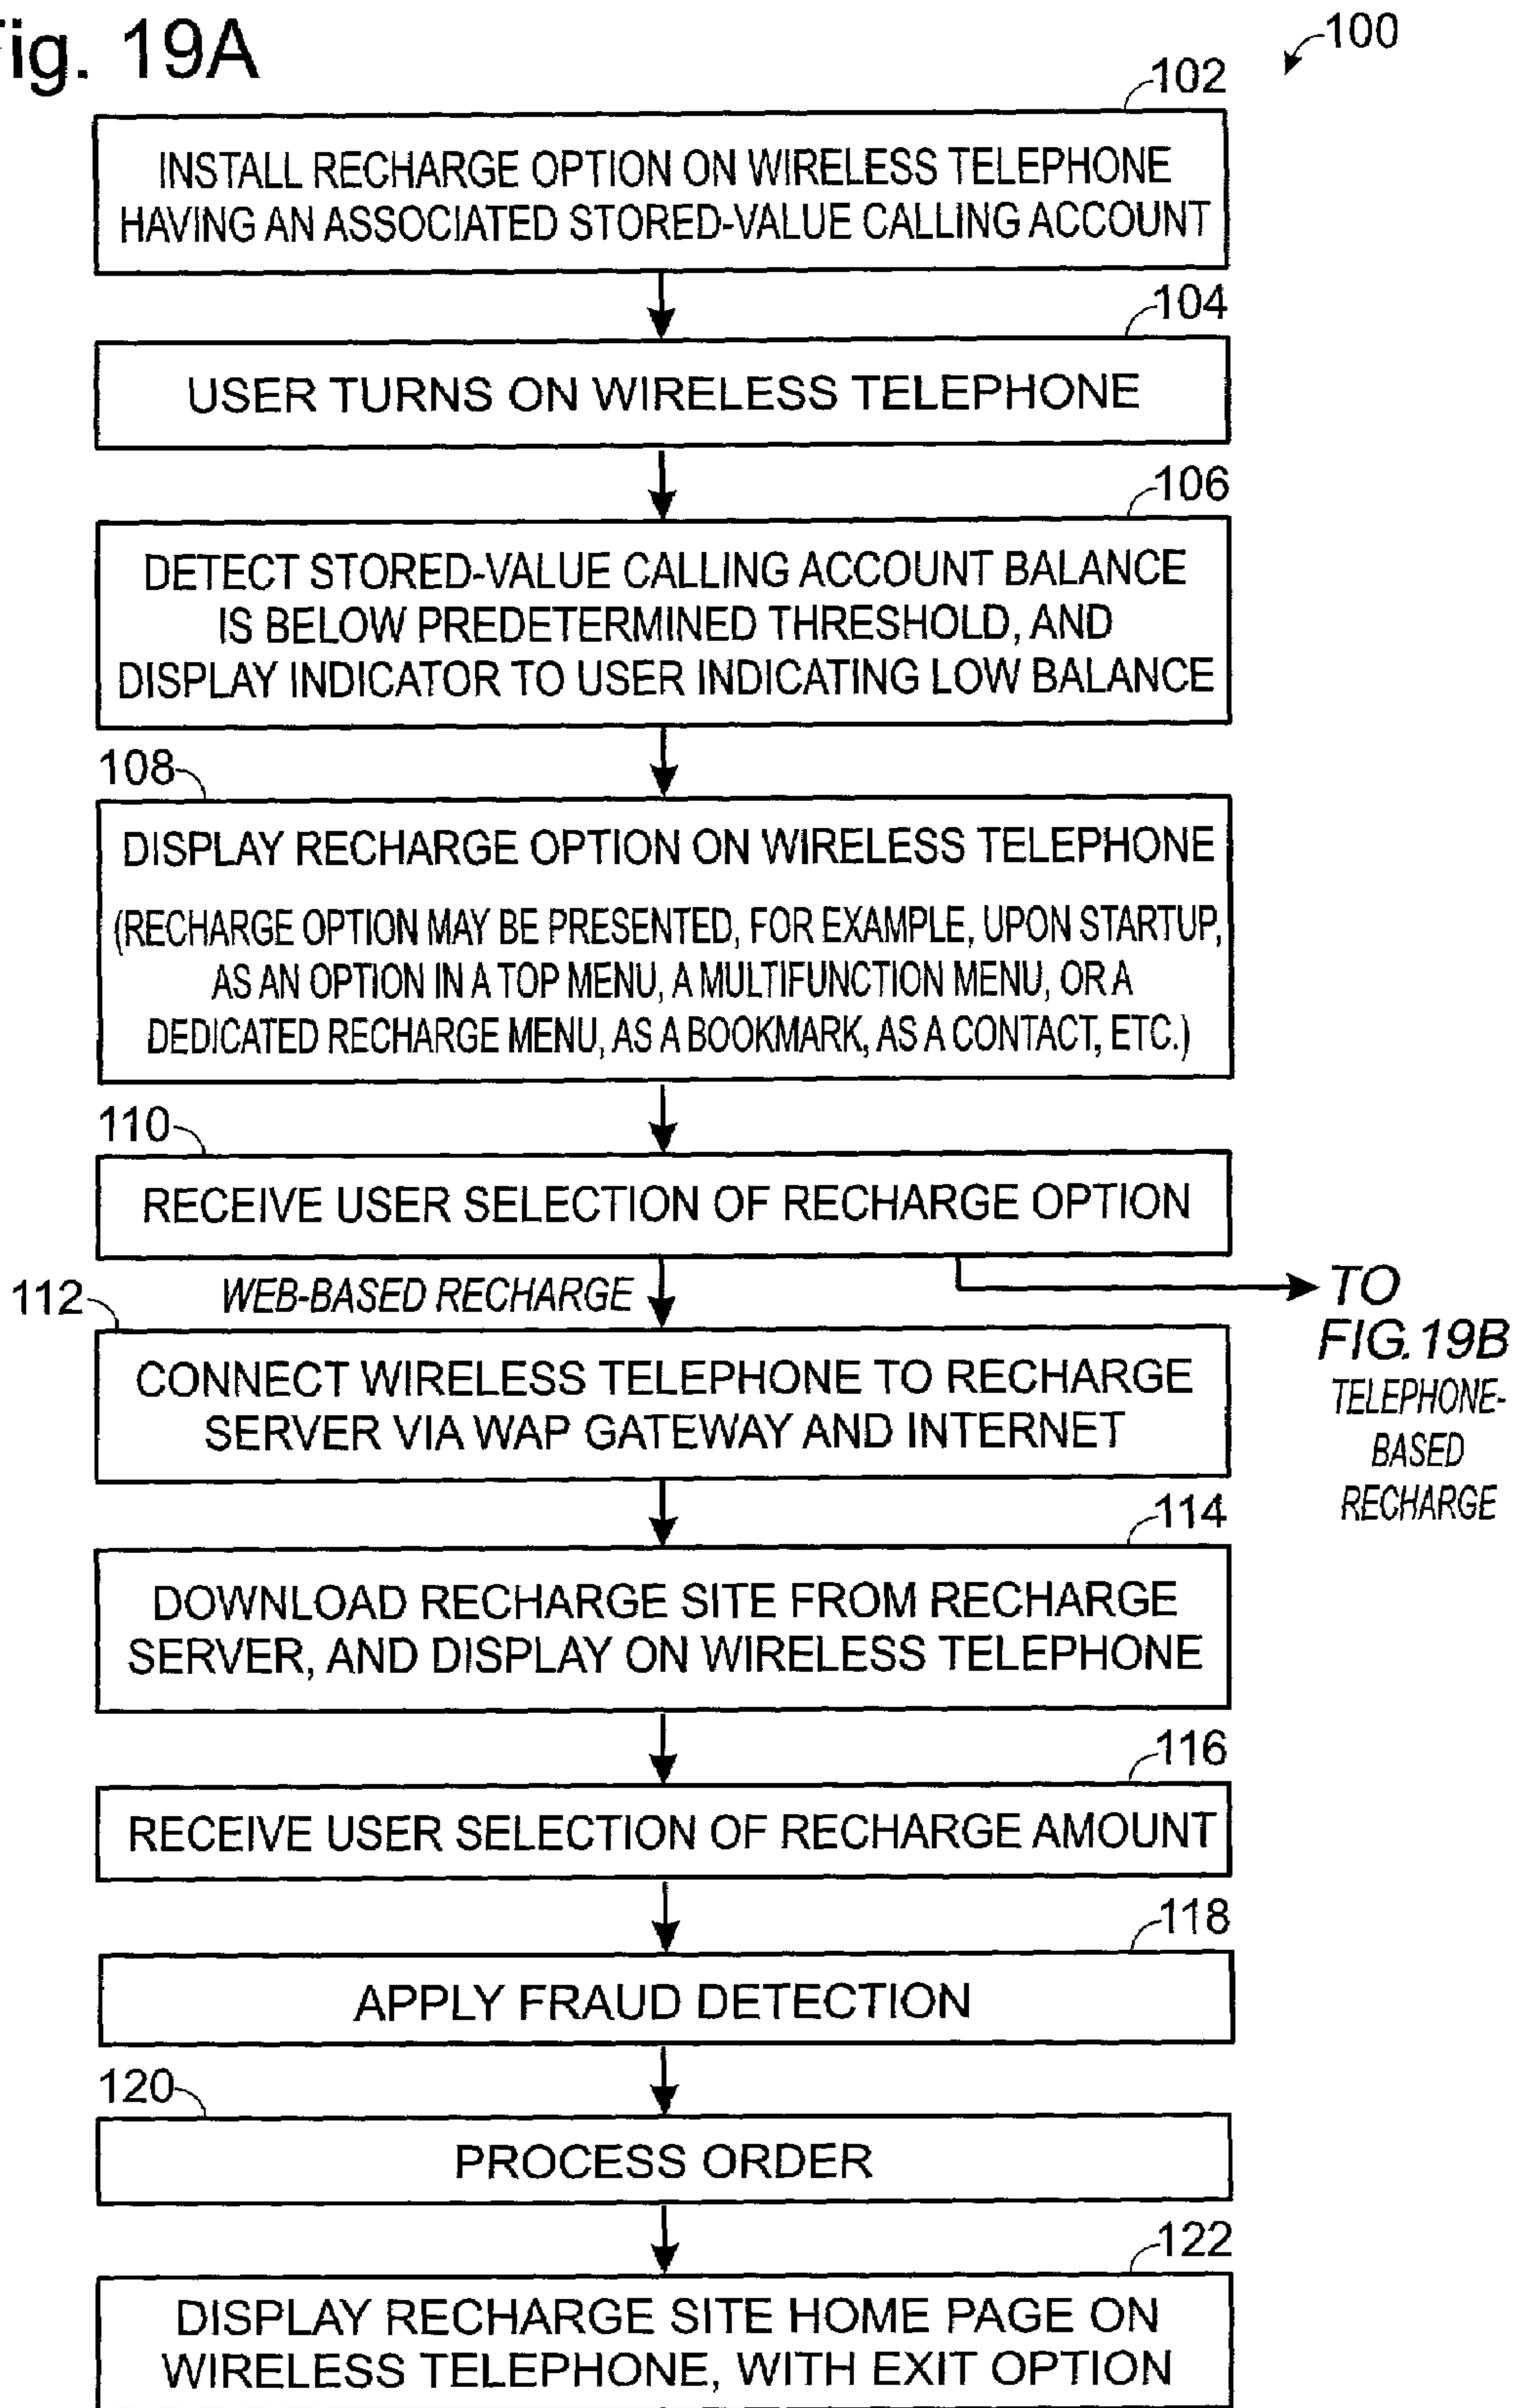 Fig. 19A
100
102
INSTALL RECHARGE OPTION ON WIRELESS TELEPHONE
HAVING AN ASSOCIATED STORED-VALUE CALLING ACCOUNT
104
USER TURNS ON WIRELESS TELEPHONE
106
DETECT STORED-VALUE CALLING ACCOUNT BALANCE
IS BELOW PREDETERMINED THRESHOLD, AND
DISPLAY INDICATOR TO USER INDICATING LOW BALANCE
108
DISPLAY RECHARGE OPTION ON WIRELESS TELEPHONE
(RECHARGE OPTION MAY BE PRESENTED, FOR EXAMPLE, UPON STARTUP,
AS AN OPTION IN A TOP MENU, A MULTIFUNCTION MENU, OR A
DEDICATED RECHARGE MENU, AS A BOOKMARK, AS A CONTACT, ETC.)
110
RECEIVE USER SELECTION OF RECHARGE OPTION
WEB-BASED RECHARGE
TO
FIG. 19B
TELEPHONE-
BASED
RECHARGE
112
CONNECT WIRELESS TELEPHONE TO RECHARGE
SERVER VIA WAP GATEWAY AND INTERNET
114
DOWNLOAD RECHARGE SITE FROM RECHARGE
SERVER, AND DISPLAY ON WIRELESS TELEPHONE
116
RECEIVE USER SELECTION OF RECHARGE AMOUNT
118
APPLY FRAUD DETECTION
120
PROCESS ORDER
122
DISPLAY RECHARGE SITE HOME PAGE ON
WIRELESS TELEPHONE, WITH EXIT OPTION